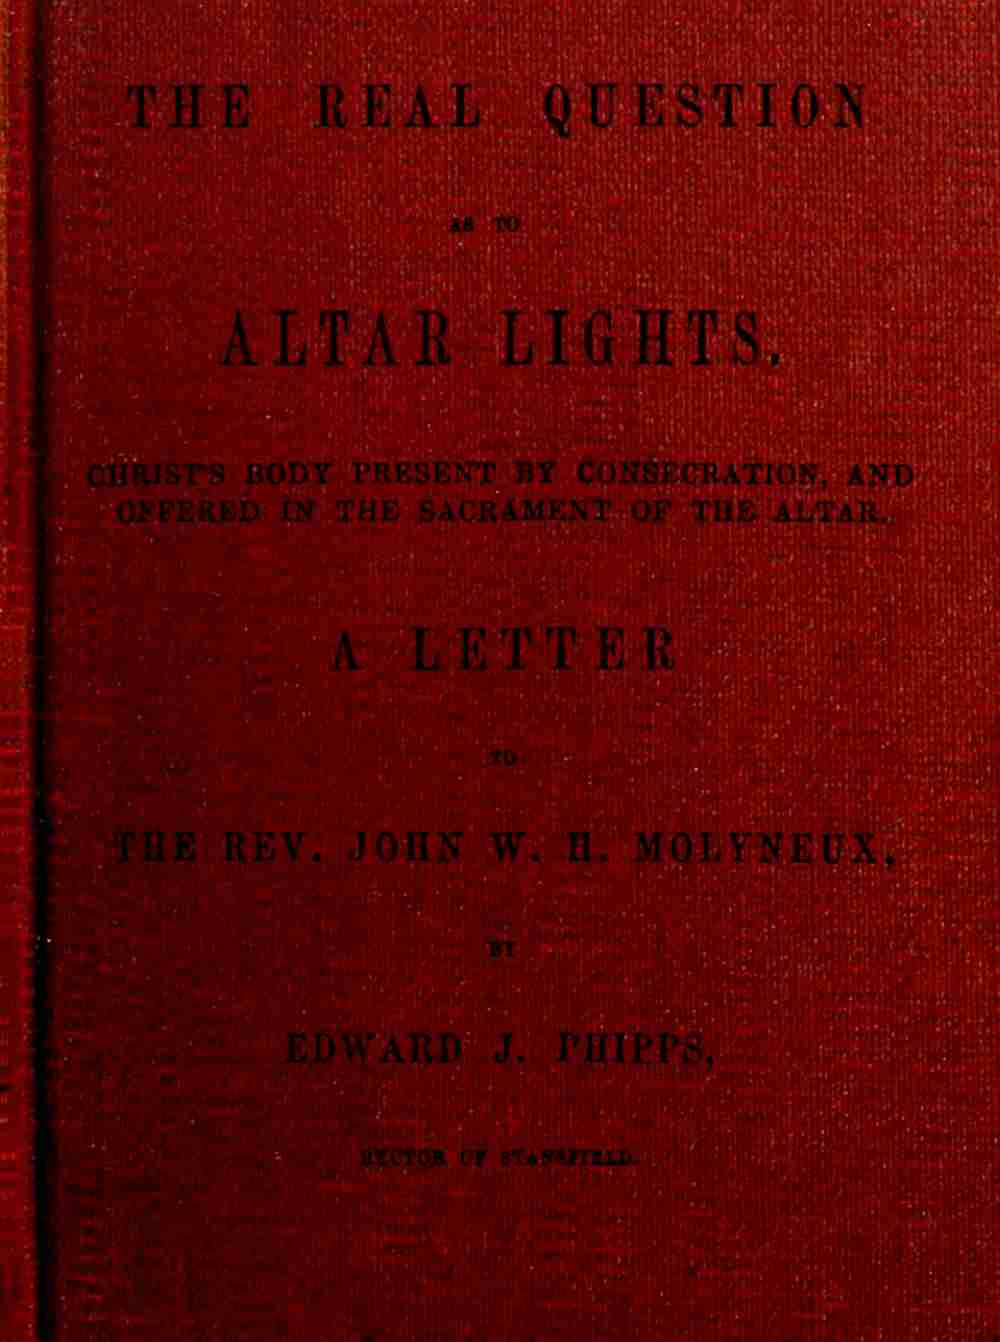 THE REAL QUESTION
AS TO
ALTAR LIGHTS,
CHRIST'S BODY PRESENT BY CONSECRATION, AND
OFFERED IN THE SACRAMENT OF THE ALTAR.
A LETTER
TO
THE REV. JOHN W. H. MOLYNEUX,
BY
EDWARD J. PHIPPS,
RECTOR OF STANSFIELD.